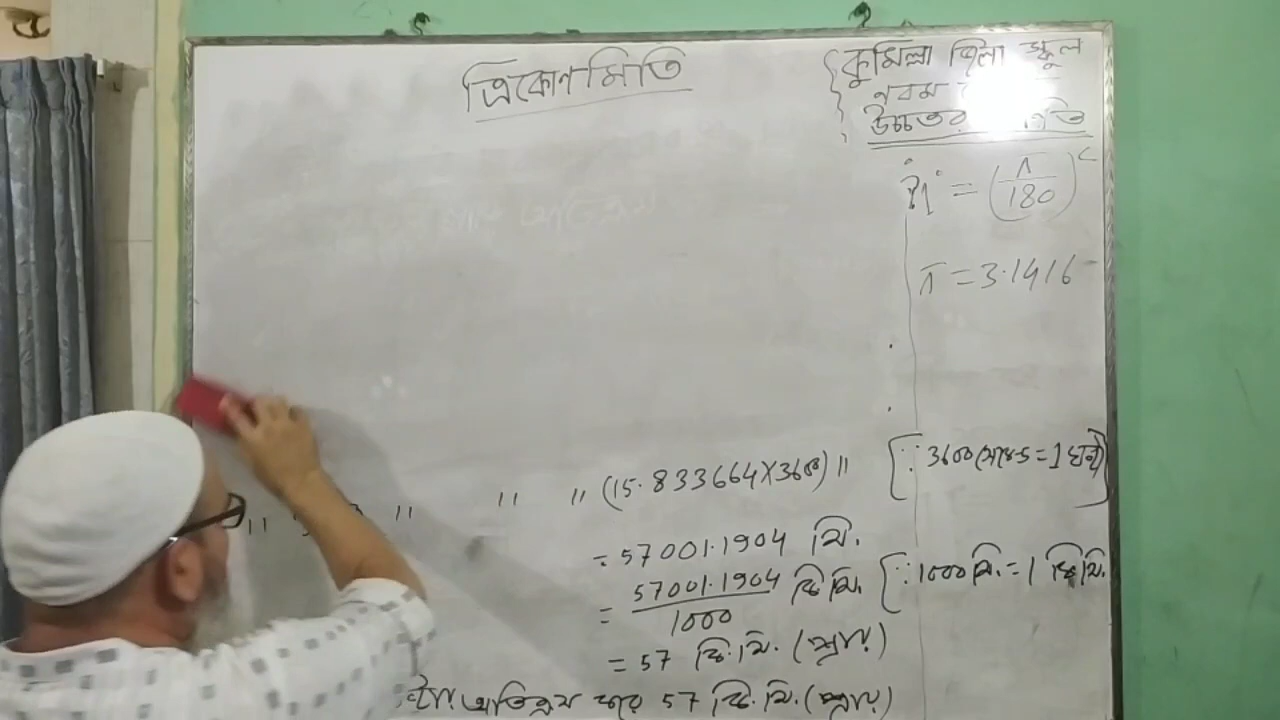 ত্রিকোণমিতি
কুমিল্লা জিলা স্কুল
নবম
উচ্চতর
1° = (π/180)ᶜ
π = 3.1416
" " (15.833664×3600) " [∵ 3600 সেকেন্ড = 1 ঘন্টা]
" " "
= 57001.1904 মি.
= 57001.1904/1000 কি.মি. [∵ 1000 মি. = 1 কি.মি.
= 57 কি.মি. (প্রায়)
অতিক্রম করে 57 কি.মি. (প্রায়)